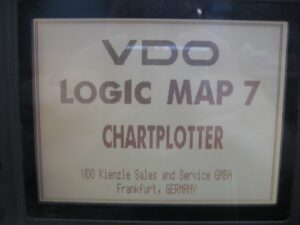 VDO
LOGIC MAP 7
CHARTPLOTTER
VDO Kienzle Sales and Service GMBH
Frankfurt, GERMANY